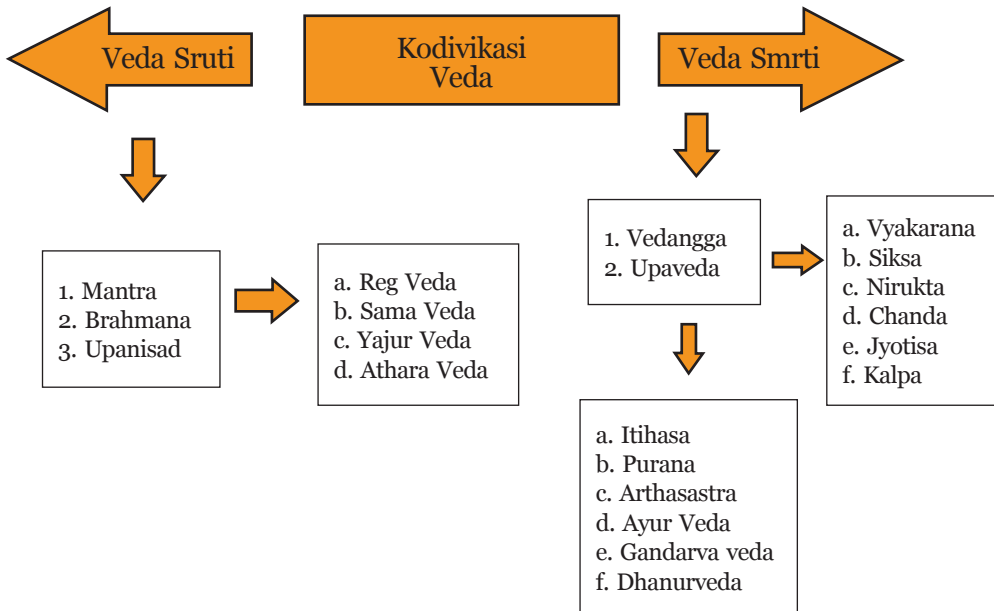 Veda Sruti
Kodivikasi
Veda
Veda Smrti
1. Mantra
2. Brahmana
3. Upanisad
a. Reg Veda
b. Sama Veda
c. Yajur Veda
d. Athara Veda
1. Vedangga
2. Upaveda
a. Vyakarana
b. Siksa
c. Nirukta
d. Chanda
e. Jyotisa
f. Kalpa
a. Itihasa
b. Purana
c. Arthasastra
d. Ayur Veda
e. Gandarva veda
f. Dhanurveda